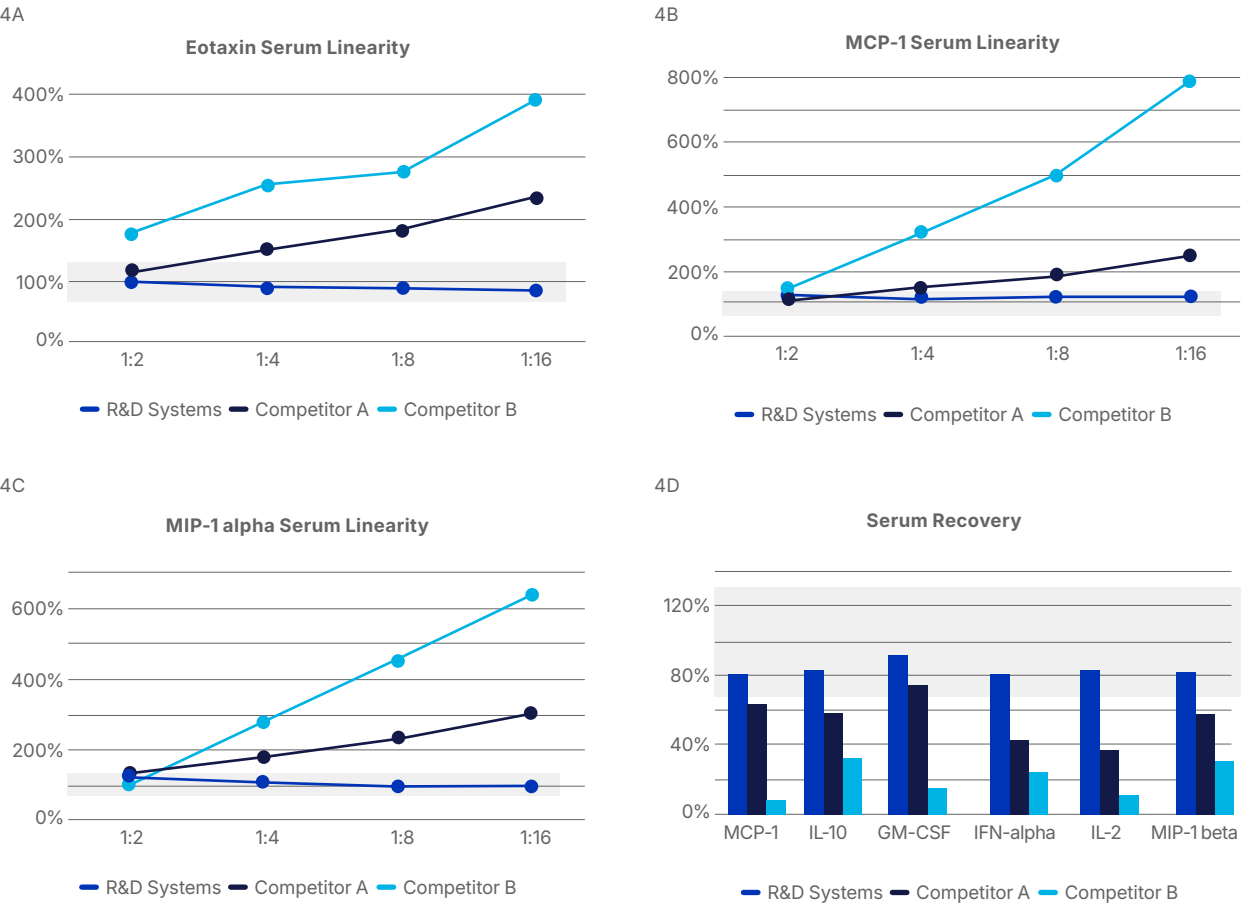 4A
Eotaxin Serum Linearity
400%
300%
200%
100%
0%
1:2 1:4 1:8 1:16
R&D Systems Competitor A Competitor B
4B
MCP-1 Serum Linearity
800%
600%
400%
200%
0%
1:2 1:4 1:8 1:16
R&D Systems Competitor A Competitor B
4C
MIP-1 alpha Serum Linearity
600%
400%
200%
0%
1:2 1:4 1:8 1:16
R&D Systems Competitor A Competitor B
4D
Serum Recovery
120%
80%
40%
0%
MCP-1 IL-10 GM-CSF IFN-alpha IL-2 MIP-1 beta
R&D Systems Competitor A Competitor B